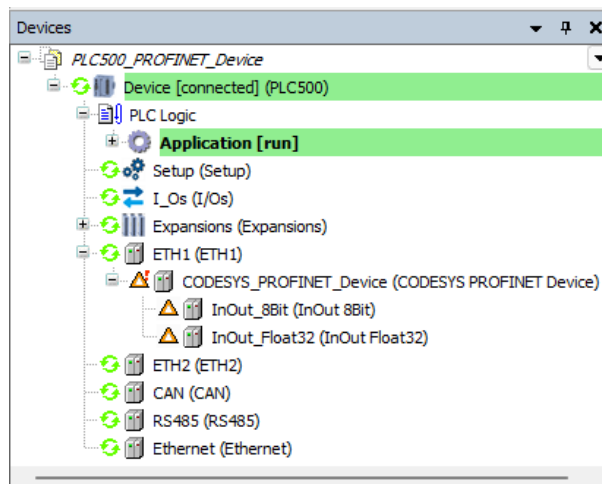 Devices
PLC500_PROFINET_Device
Device [connected] (PLC500)
PLC Logic
Application [run]
Setup (Setup)
I_Os (I/Os)
Expansions (Expansions)
ETH1 (ETH1)
CODESYS_PROFINET_Device (CODESYS PROFINET Device)
InOut_8Bit (InOut 8Bit)
InOut_Float32 (InOut Float32)
ETH2 (ETH2)
CAN (CAN)
RS485 (RS485)
Ethernet (Ethernet)